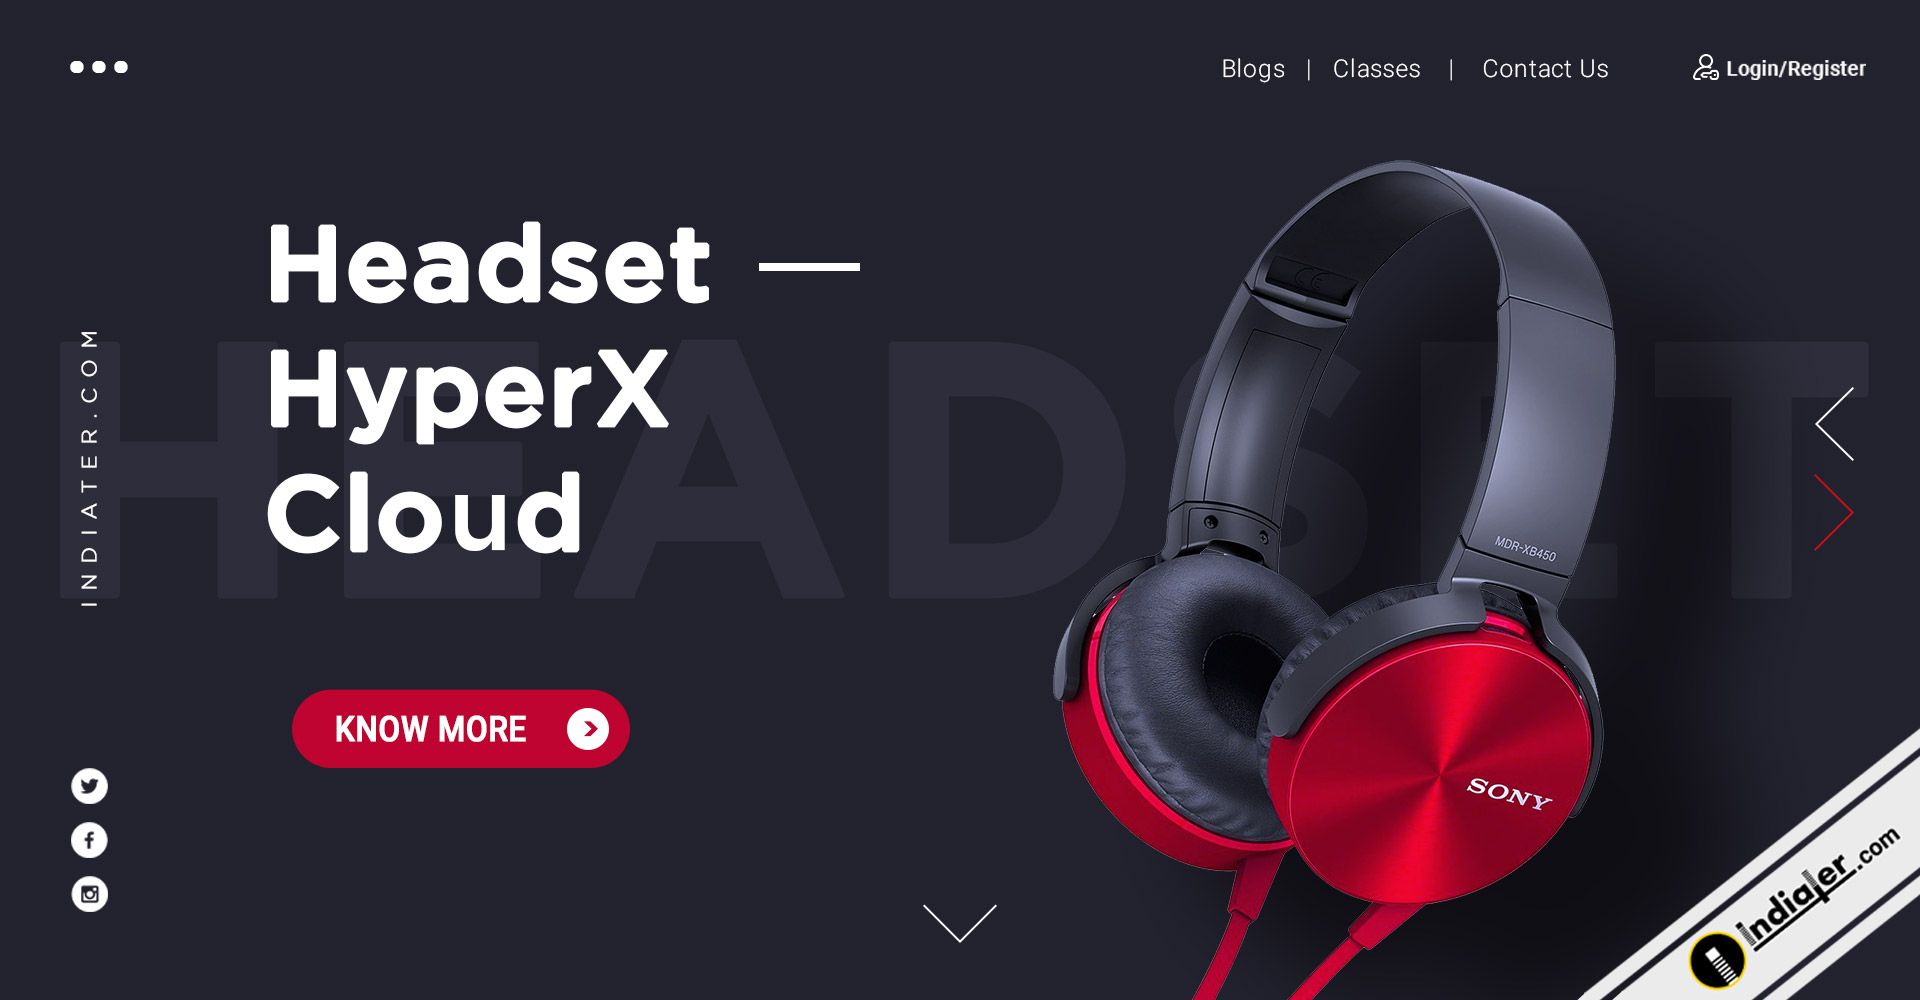 Blogs | Classes | Contact Us
Login/Register
Headset —
HyperX
Cloud
HEADSET
INDIATER.COM
KNOW MORE
CE
MDR-XB450
SONY
Indiater.com